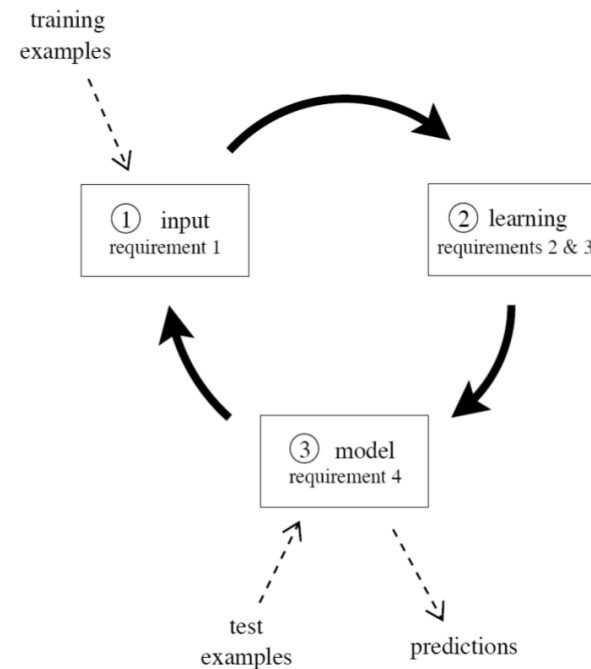 training
examples
① input
requirement 1
② learning
requirements 2 & 3
③ model
requirement 4
test
examples
predictions